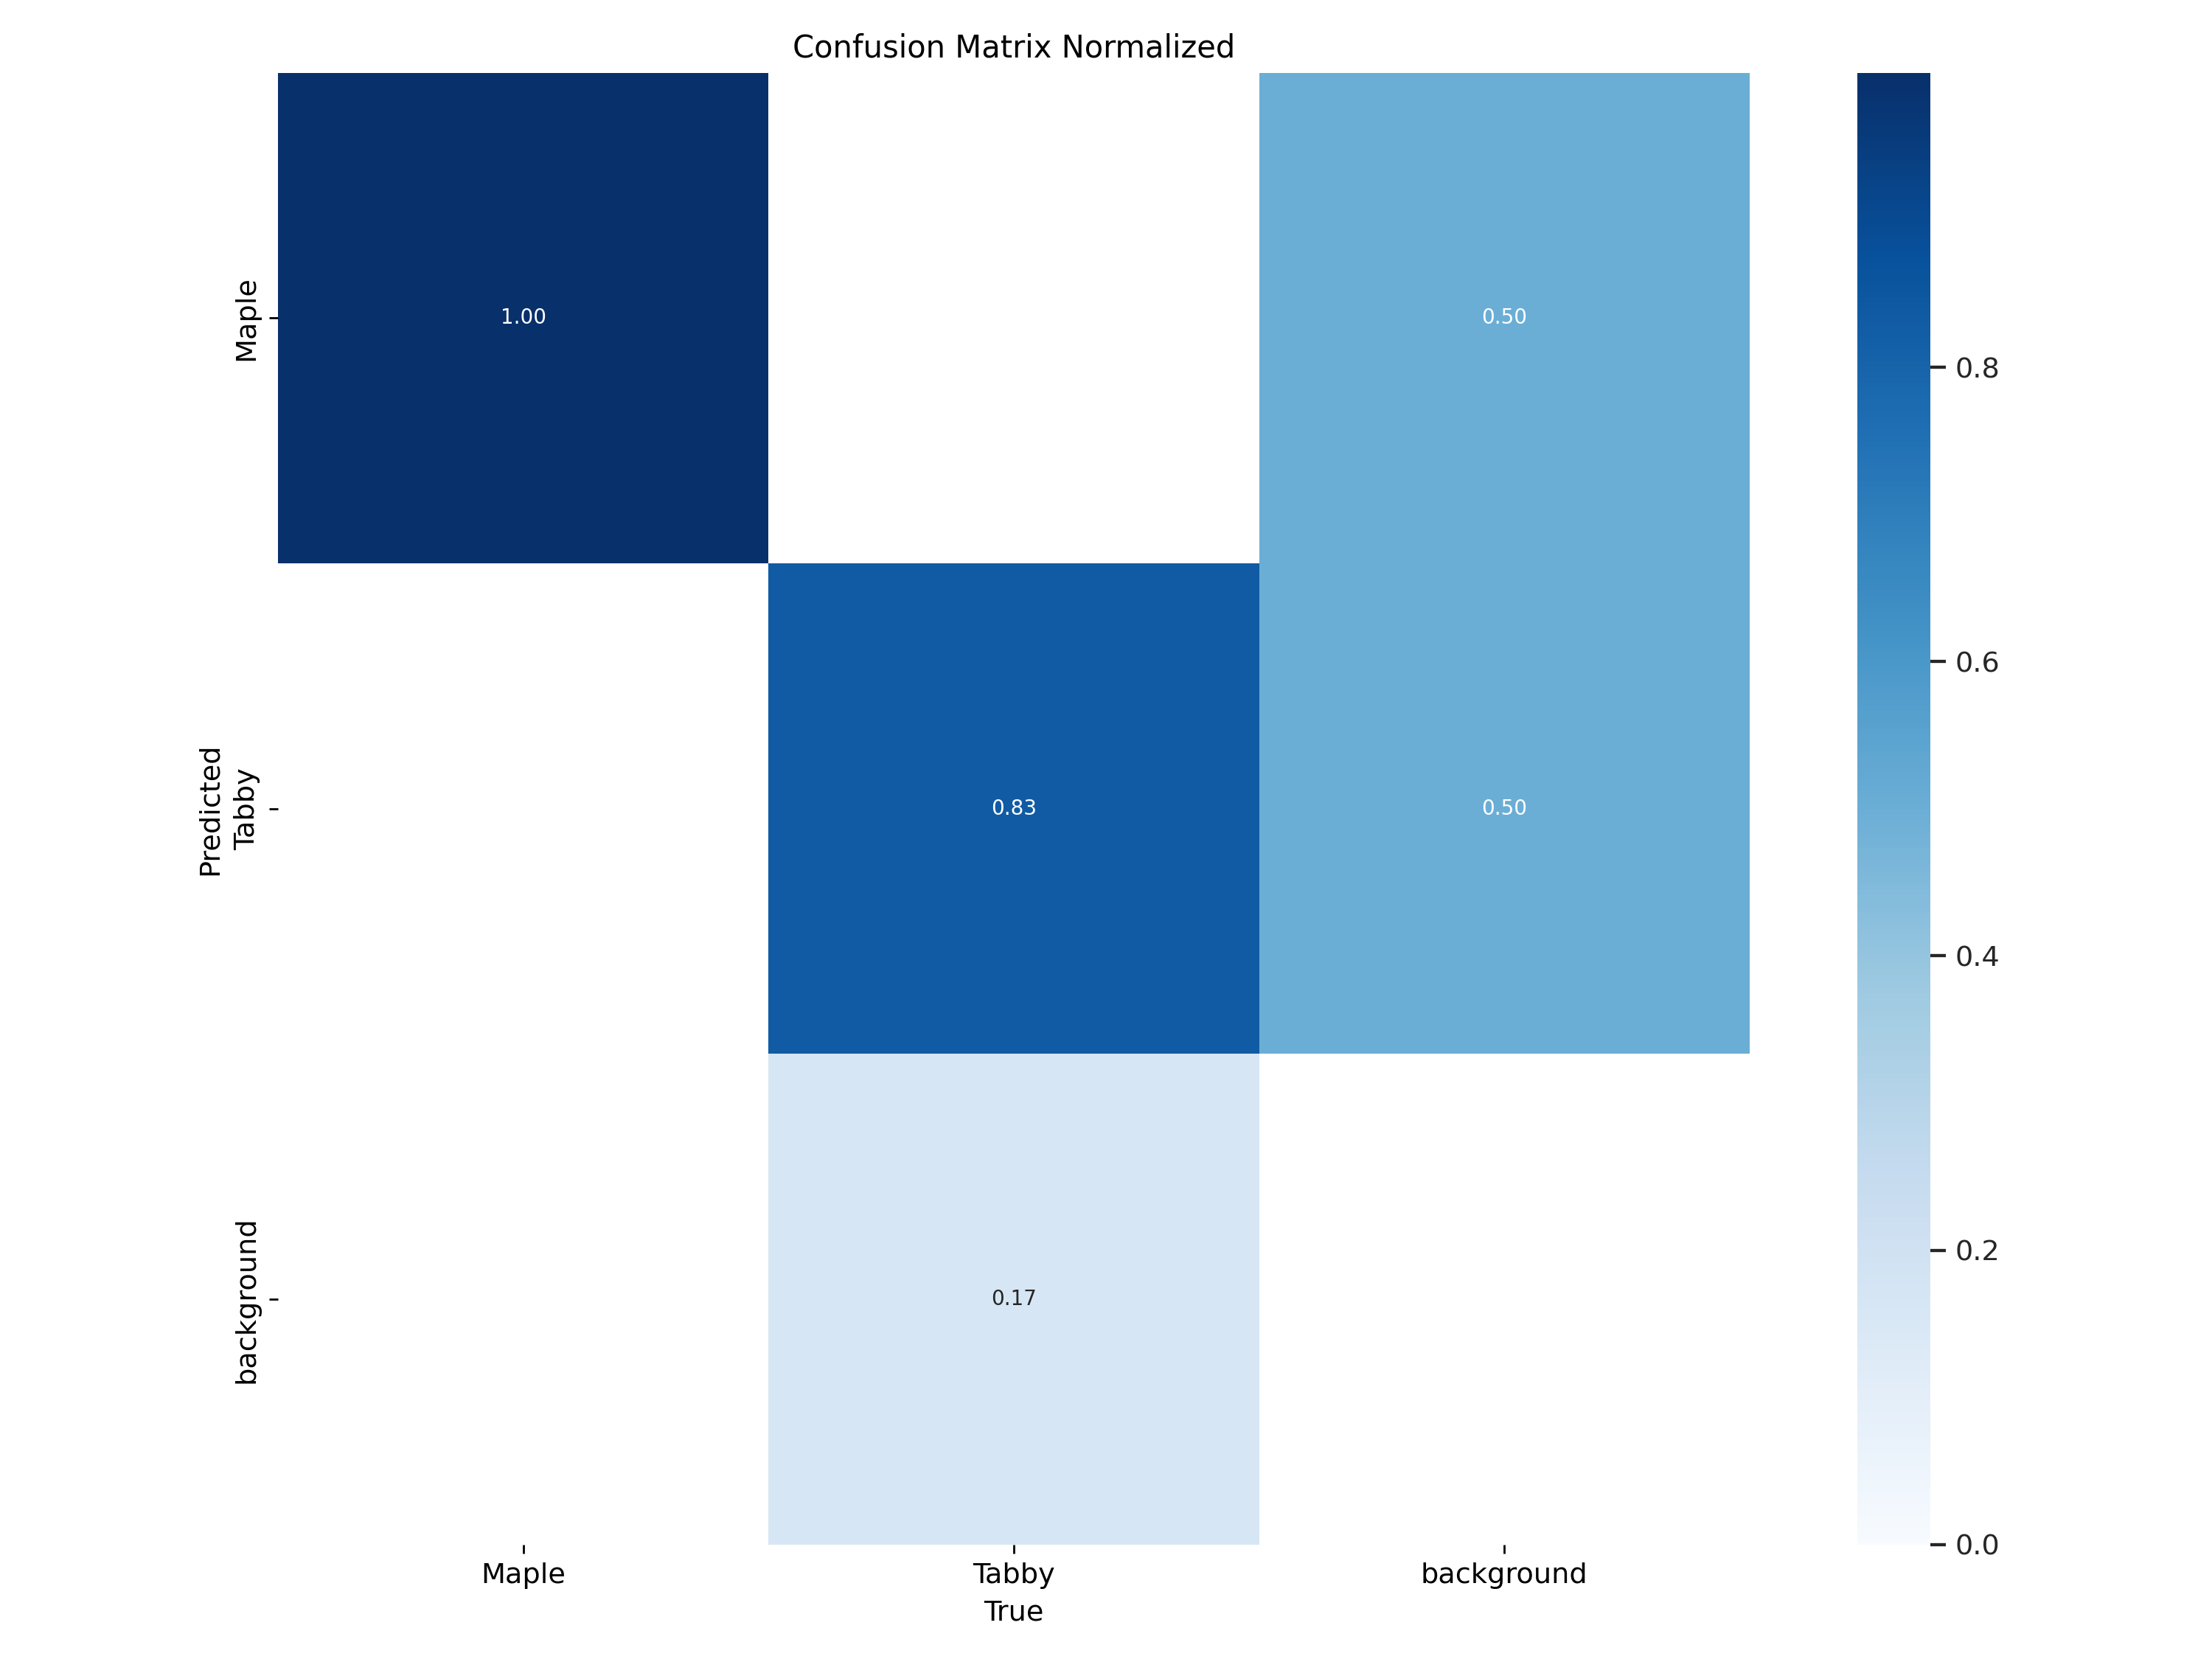 Confusion Matrix Normalized
Maple
Tabby
background
Predicted
1.00
0.50
0.83
0.50
0.17
Maple
Tabby
background
True
0.8
0.6
0.4
0.2
0.0